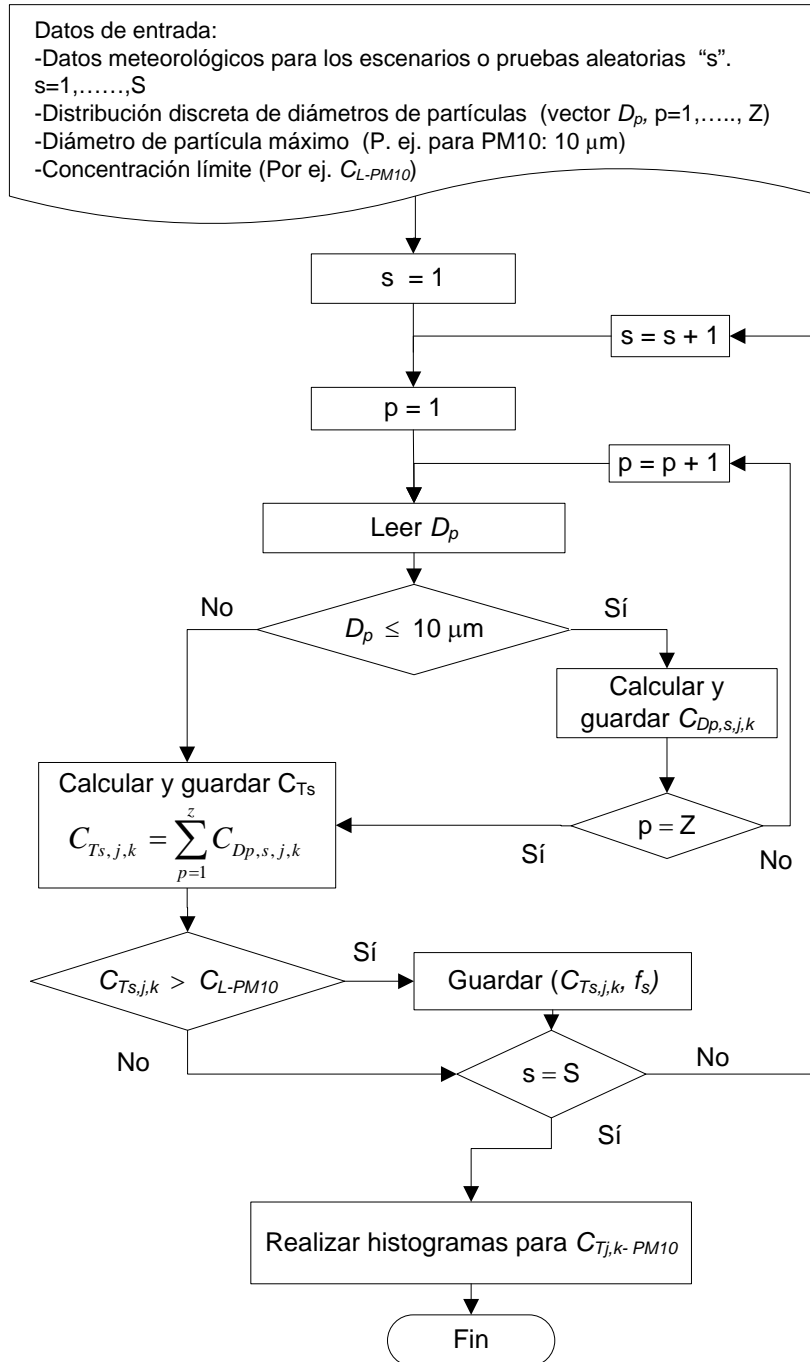 Datos de entrada:
-Datos meteorológicos para los escenarios o pruebas aleatorias “s”.
s=1,……,S
-Distribución discreta de diámetros de partículas (vector Dp, p=1,….., Z)
-Diámetro de partícula máximo (P. ej. para PM10: 10 μm)
-Concentración límite (Por ej. CL-PM10)
s = 1
s = s + 1
p = 1
p = p + 1
Leer Dp
No
Sí
Dp ≤ 10 μm
Calcular y
guardar CDp,s,j,k
Calcular y guardar CTs
CTs,j,k = ∑ z p=1 CDp,s,j,k
p = Z
Sí
No
Sí
CTs,j,k > CL-PM10
Guardar (CTs,j,k, fs)
No
s = S
No
Sí
Realizar histogramas para CTj,k- PM10
Fin